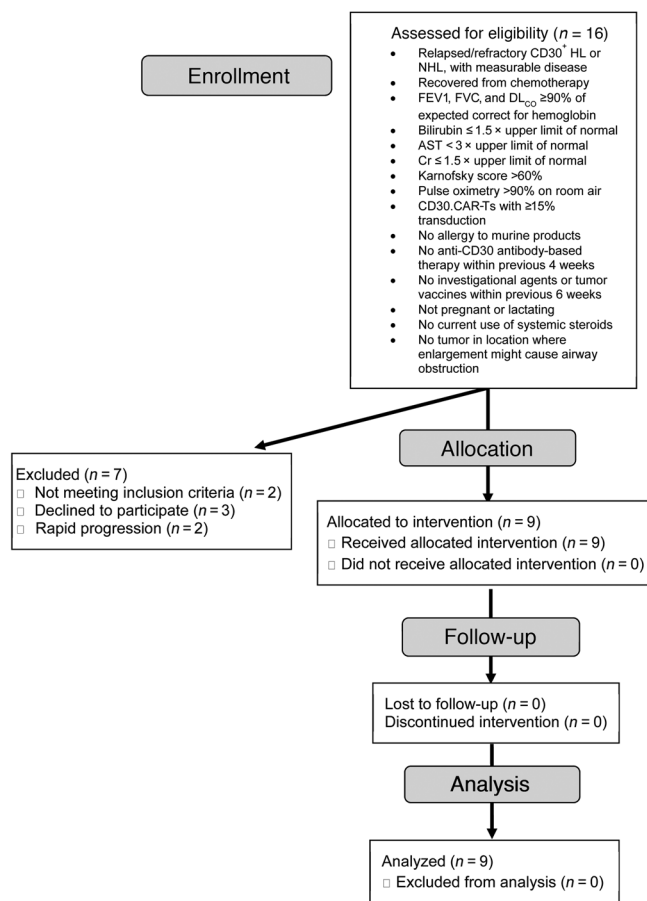 Enrollment
Assessed for eligibility (n = 16)
• Relapsed/refractory CD30+ HL or
NHL, with measurable disease
• Recovered from chemotherapy
• FEV1, FVC, and DLCO ≥90% of
expected correct for hemoglobin
• Bilirubin ≤ 1.5 × upper limit of normal
• AST < 3 × upper limit of normal
• Cr ≤ 1.5 × upper limit of normal
• Karnofsky score >60%
• Pulse oximetry >90% on room air
• CD30.CAR-Ts with ≥15%
transduction
• No allergy to murine products
• No anti-CD30 antibody-based
therapy within previous 4 weeks
• No investigational agents or tumor
vaccines within previous 6 weeks
• Not pregnant or lactating
• No current use of systemic steroids
• No tumor in location where
enlargement might cause airway
obstruction
Excluded (n = 7)
□ Not meeting inclusion criteria (n = 2)
□ Declined to participate (n = 3)
□ Rapid progression (n = 2)
Allocation
Allocated to intervention (n = 9)
□ Received allocated intervention (n = 9)
□ Did not receive allocated intervention (n = 0)
Follow-up
Lost to follow-up (n = 0)
Discontinued intervention (n = 0)
Analysis
Analyzed (n = 9)
□ Excluded from analysis (n = 0)